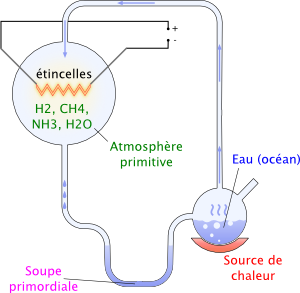 +
-
étincelles
H2, CH4,
NH3, H2O
Atmosphère
primitive
Eau (océan)
Source de
chaleur
Soupe
primordiale